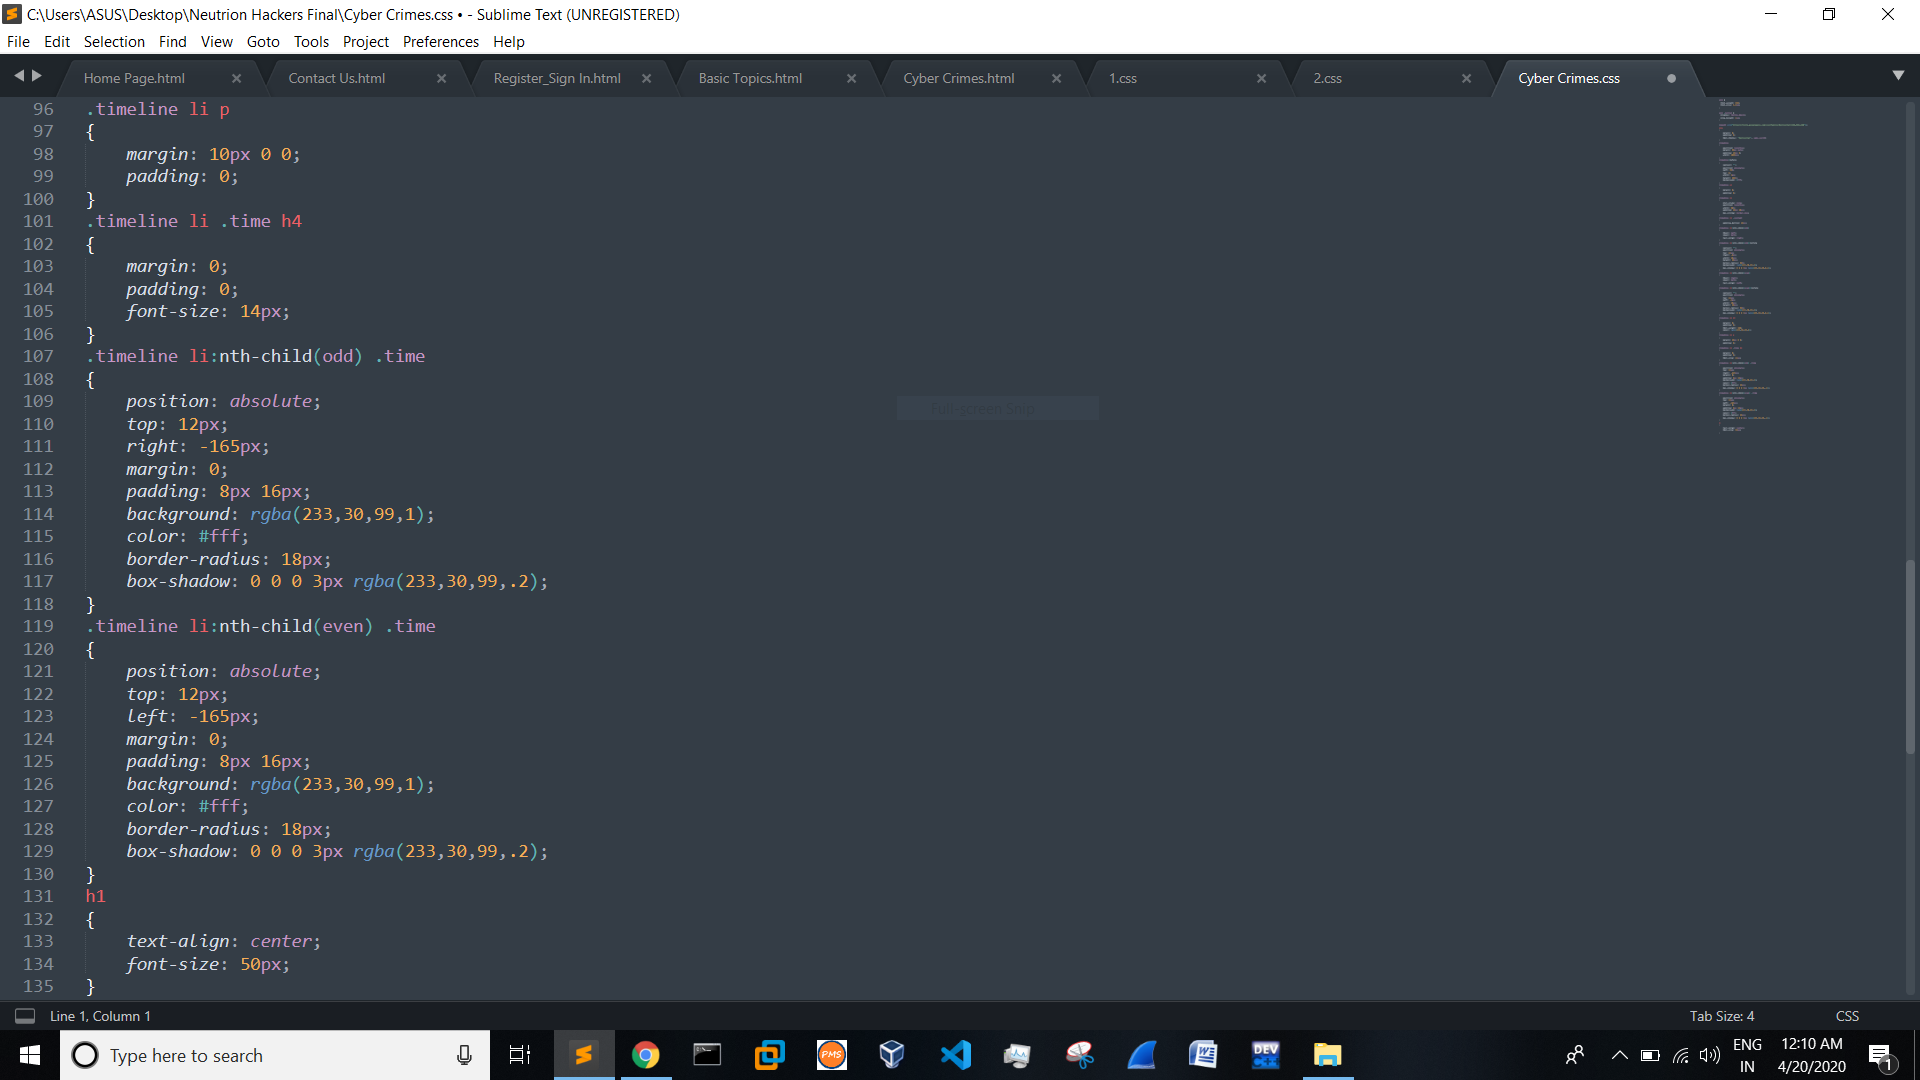 C:\Users\ASUS\Desktop\Neutrion Hackers Final\Cyber Crimes.css • - Sublime Text (UNREGISTERED)
File Edit Selection Find View Goto Tools Project Preferences Help
Home Page.html Contact Us.html Register_Sign In.html Basic Topics.html Cyber Crimes.html 1.css 2.css Cyber Crimes.css
96 .timeline li p
97 {
98 margin: 10px 0 0;
99 padding: 0;
100 }
101 .timeline li .time h4
102 {
103 margin: 0;
104 padding: 0;
105 font-size: 14px;
106 }
107 .timeline li:nth-child(odd) .time
108 {
109 position: absolute;
110 top: 12px;
111 right: -165px;
112 margin: 0;
113 padding: 8px 16px;
114 background: rgba(233,30,99,1);
115 color: #fff;
116 border-radius: 18px;
117 box-shadow: 0 0 0 3px rgba(233,30,99,.2);
118 }
119 .timeline li:nth-child(even) .time
120 {
121 position: absolute;
122 top: 12px;
123 left: -165px;
124 margin: 0;
125 padding: 8px 16px;
126 background: rgba(233,30,99,1);
127 color: #fff;
128 border-radius: 18px;
129 box-shadow: 0 0 0 3px rgba(233,30,99,.2);
130 }
131 h1
132 {
133 text-align: center;
134 font-size: 50px;
135 }
Full-screen Snip
Line 1, Column 1 Tab Size: 4 CSS
Type here to search PMS DEV C++ ENG IN 12:10 AM 4/20/2020 1